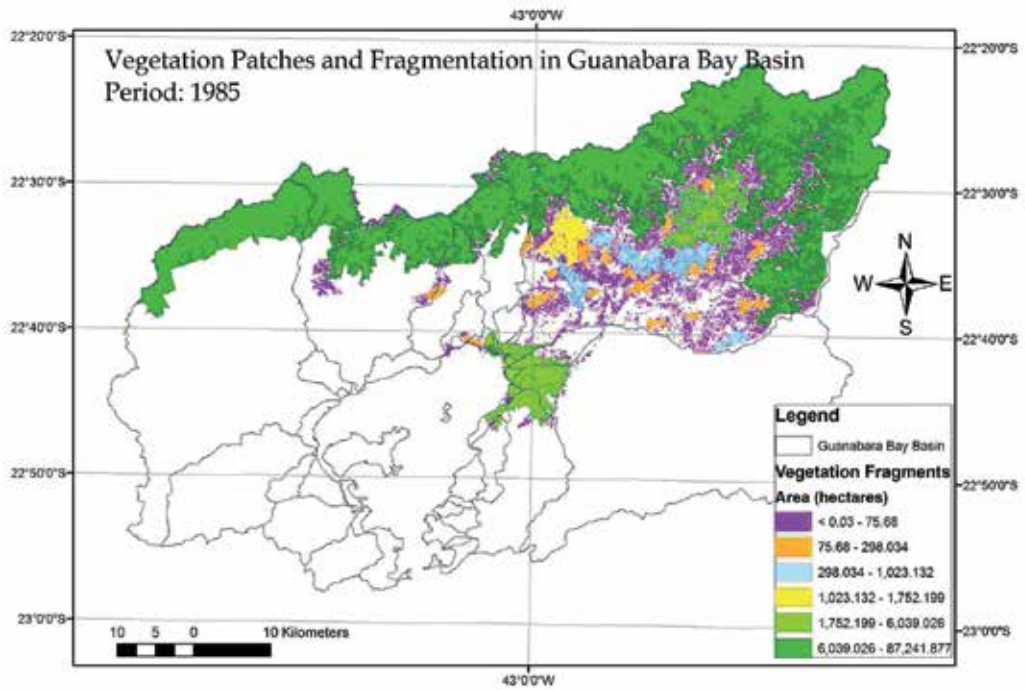 43°0'0"W
22°20'0"S
22°20'0"S
Vegetation Patches and Fragmentation in Guanabara Bay Basin
Period: 1985
22°30'0"S
22°30'0"S
N
W
E
S
22°40'0"S
22°40'0"S
Legend
Guanabara Bay Basin
Vegetation Fragments
Area (hectares)
< 0.03 - 75.68
75.68 - 298.034
298.034 - 1,023.132
1,023.132 - 1,752.199
1,752.199 - 6,039.026
6,039.026 - 87,241.877
22°50'0"S
22°50'0"S
23°0'0"S
23°0'0"S
10 5 0 10 Kilometers
43°0'0"W